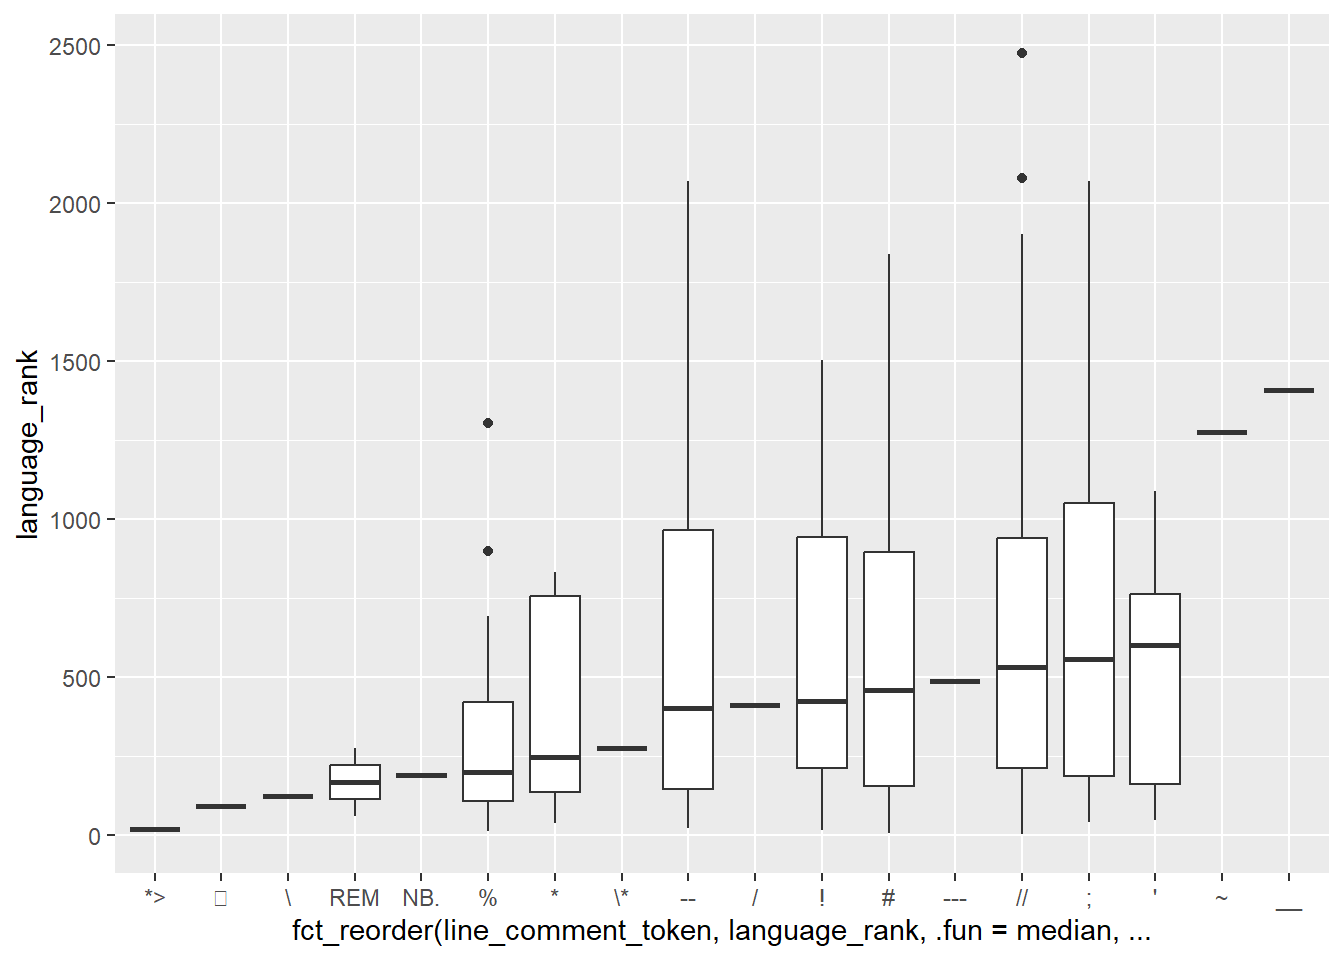 2500
2000
1500
1000
500
0
language_rank
*> □ \ REM NB. % * \* -- / ! # --- // ; ' ~ __
fct_reorder(line_comment_token, language_rank, .fun = median, ...